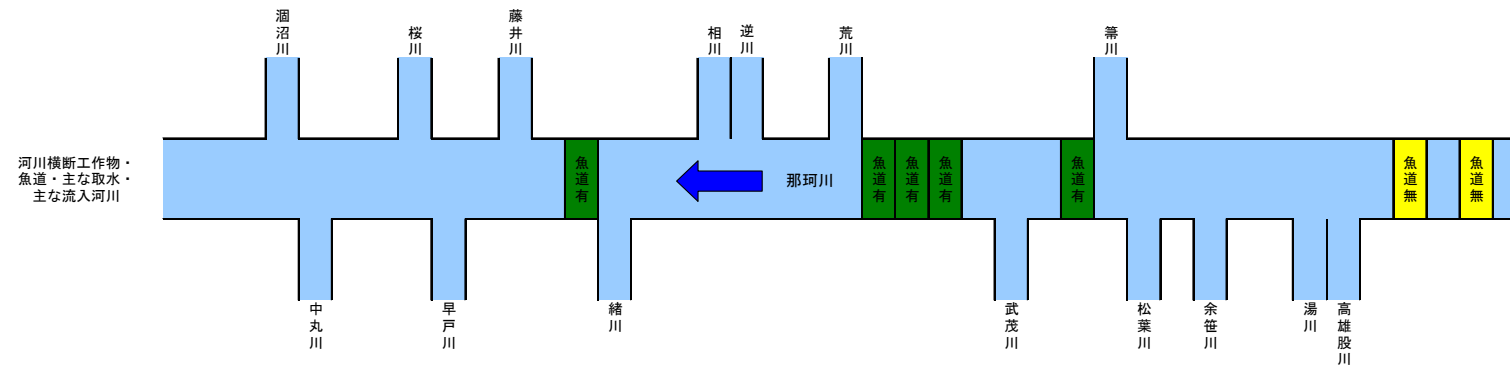 涸沼川
桜川
藤井川
相川
逆川
荒川
箒川
河川横断工作物・
魚道・主な取水・
主な流入河川
魚道有
那珂川
魚道有
魚道有
魚道有
魚道有
魚道無
魚道無
中丸川
早戸川
緒川
武茂川
松葉川
余笹川
湯川
高雄股川